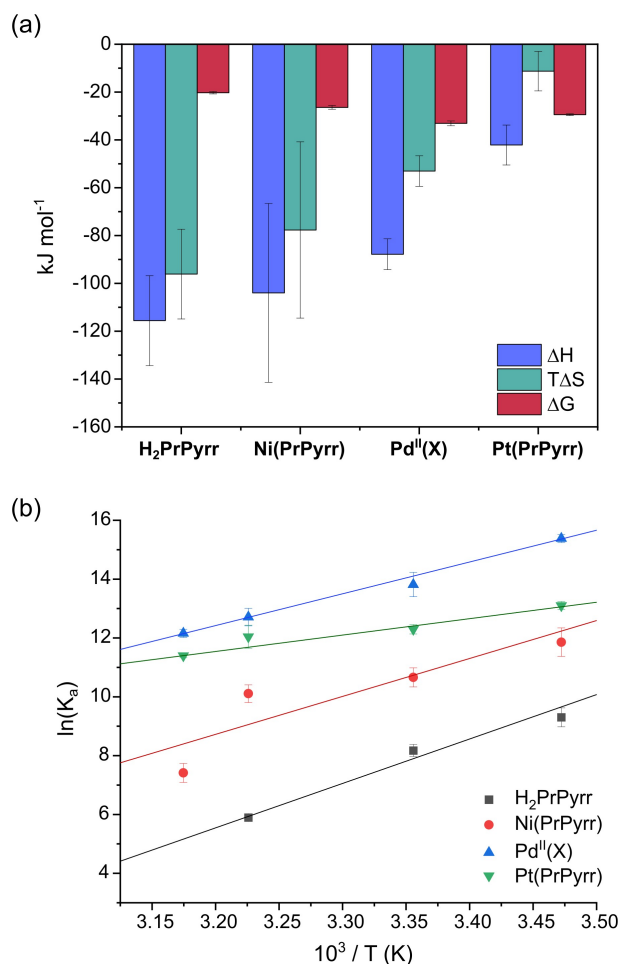 (a)
0
-20
-40
-60
-80
-100
-120
-140
-160
kJ mol⁻¹
ΔH
TΔS
ΔG
H₂PrPyrr Ni(PrPyrr) Pdᴵᴵ(X) Pt(PrPyrr)
(b)
16
14
12
10
8
6
4
ln(Kₐ)
H₂PrPyrr
Ni(PrPyrr)
Pdᴵᴵ(X)
Pt(PrPyrr)
3.15 3.20 3.25 3.30 3.35 3.40 3.45 3.50
10³ / T (K)